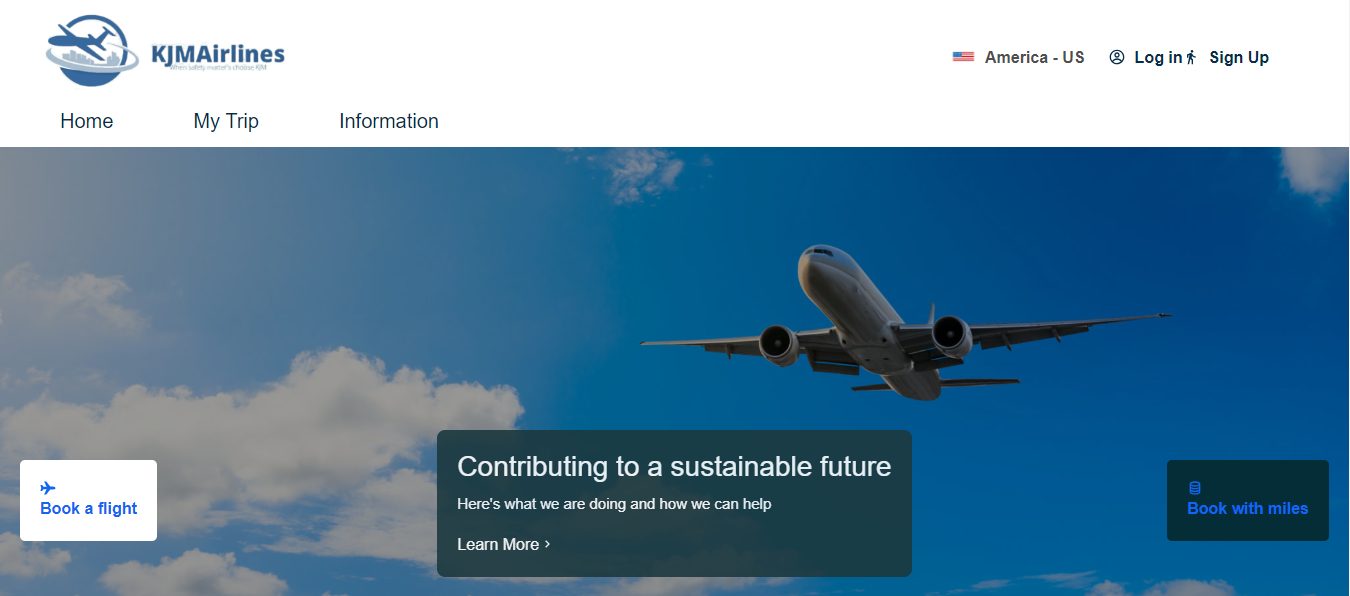 KJMAirlines
When safety matter's choose KJM
America - US
Log in
Sign Up
Home
My Trip
Information
Contributing to a sustainable future
Here's what we are doing and how we can help
Learn More ›
Book a flight
Book with miles